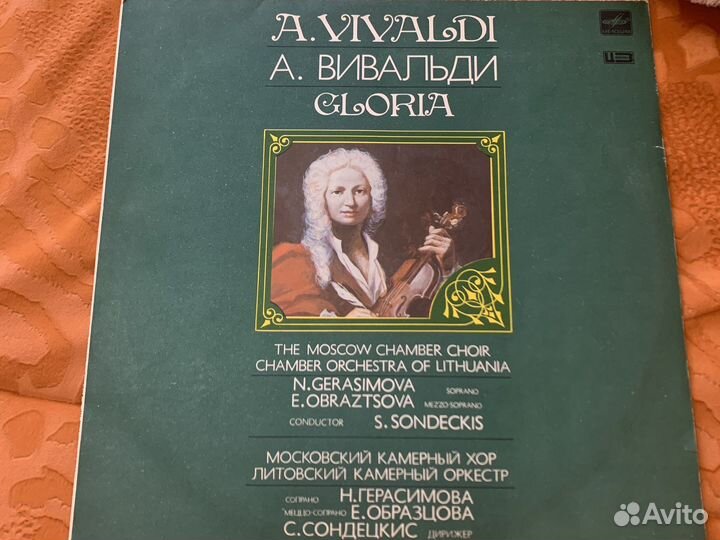 A. VIVALDI
А. ВИВАЛЬДИ
GLORIA
THE MOSCOW CHAMBER CHOIR
CHAMBER ORCHESTRA OF LITHUANIA
N. GERASIMOVA SOPRANO
E. OBRAZTSOVA MEZZO-SOPRANO
CONDUCTOR S. SONDECKIS
МОСКОВСКИЙ КАМЕРНЫЙ ХОР
ЛИТОВСКИЙ КАМЕРНЫЙ ОРКЕСТР
СОПРАНО Н. ГЕРАСИМОВА
МЕЦЦО-СОПРАНО Е. ОБРАЗЦОВА
С. СОНДЕЦКИС ДИРИЖЕР
Avito